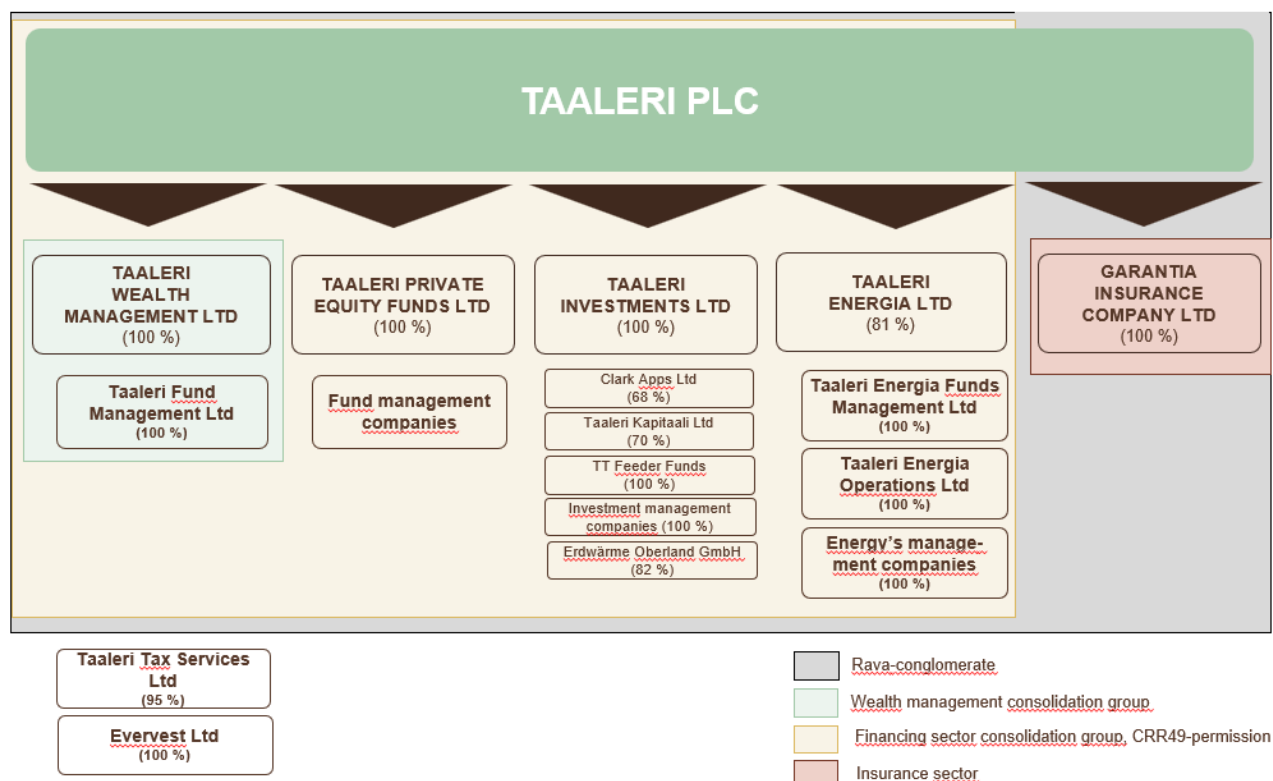 TAALERI PLC
TAALERI
WEALTH
MANAGEMENT LTD
(100 %)
Taaleri Fund
Management Ltd
(100 %)
TAALERI PRIVATE
EQUITY FUNDS LTD
(100 %)
Fund management
companies
TAALERI
INVESTMENTS LTD
(100 %)
Clark Apps Ltd
(68 %)
Taaleri Kapitaali Ltd
(70 %)
TT Feeder Funds
(100 %)
Investment management
companies (100 %)
Erdwärme Oberland GmbH
(82 %)
TAALERI
ENERGIA LTD
(81 %)
Taaleri Energia Funds
Management Ltd
(100 %)
Taaleri Energia
Operations Ltd
(100 %)
Energy's manage-
ment companies
(100 %)
GARANTIA
INSURANCE
COMPANY LTD
(100 %)
Taaleri Tax Services
Ltd
(95 %)
Evervest Ltd
(100 %)
Rava-conglomerate
Wealth management consolidation group
Financing sector consolidation group, CRR49-permission
Insurance sector